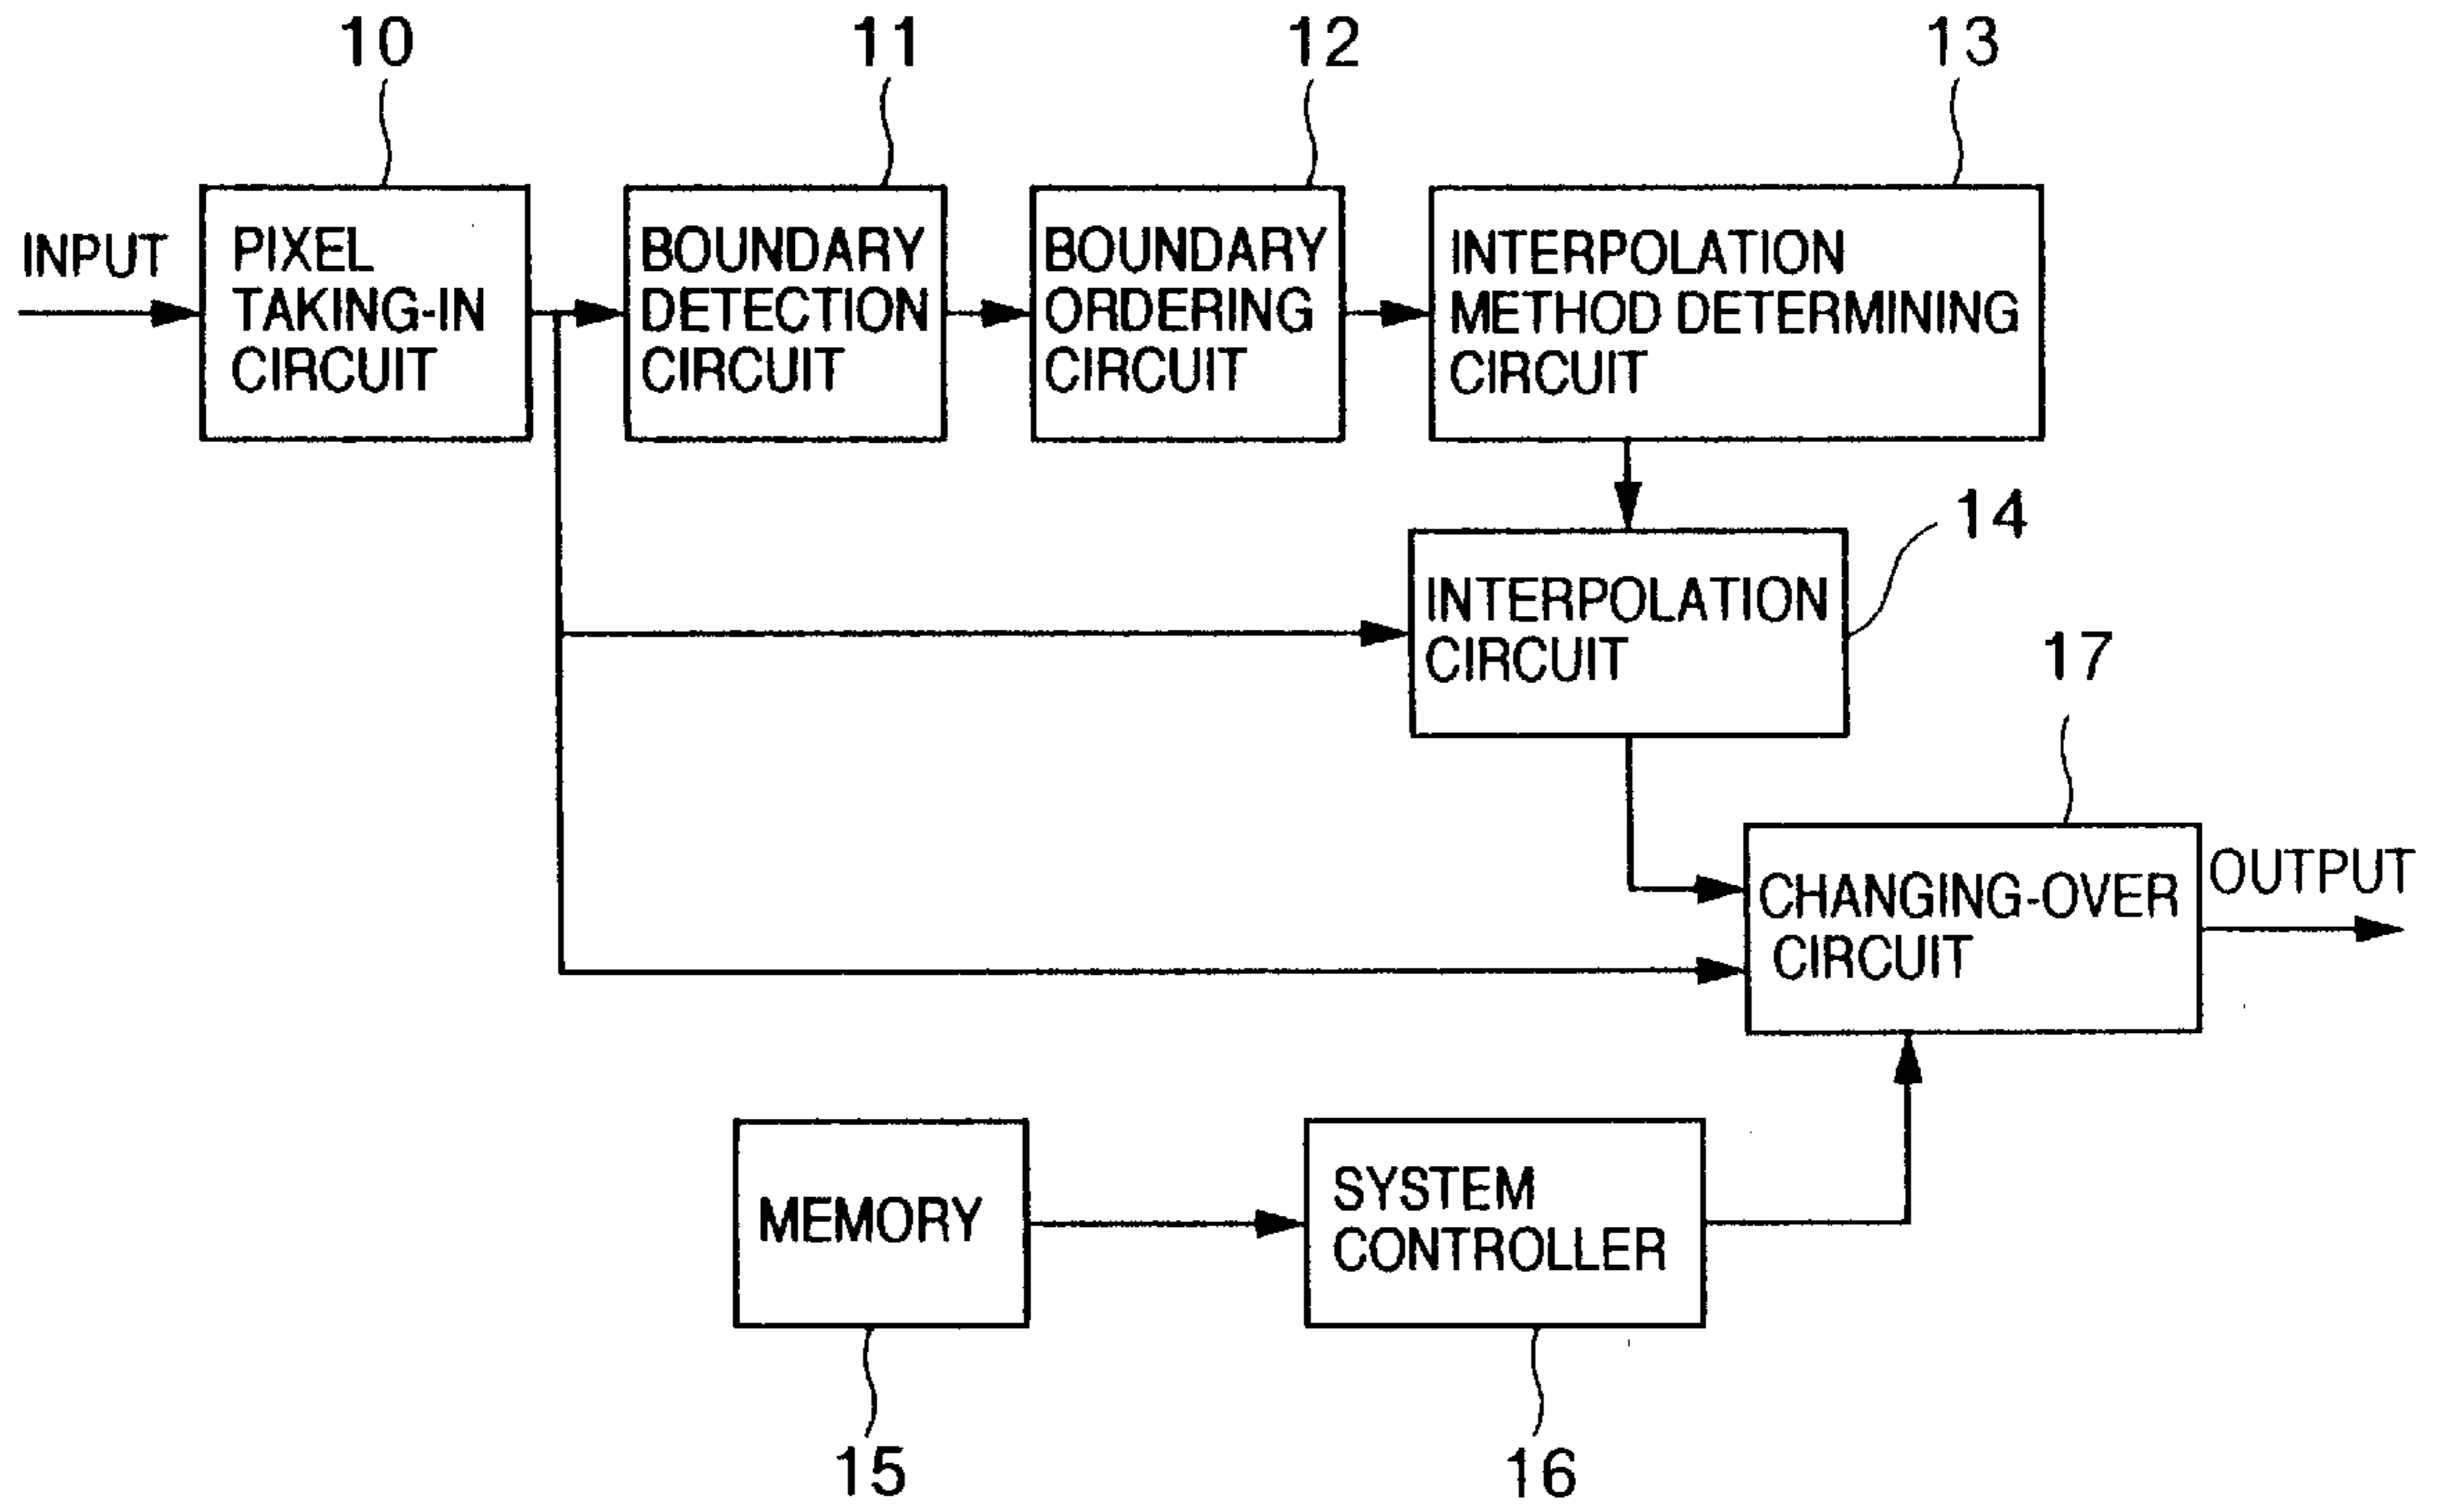 10
11
12
13
INPUT
PIXEL
TAKING-IN
CIRCUIT
BOUNDARY
DETECTION
CIRCUIT
BOUNDARY
ORDERING
CIRCUIT
INTERPOLATION
METHOD DETERMINING
CIRCUIT
14
INTERPOLATION
CIRCUIT
17
CHANGING-OVER
CIRCUIT
OUTPUT
MEMORY
SYSTEM
CONTROLLER
15
16